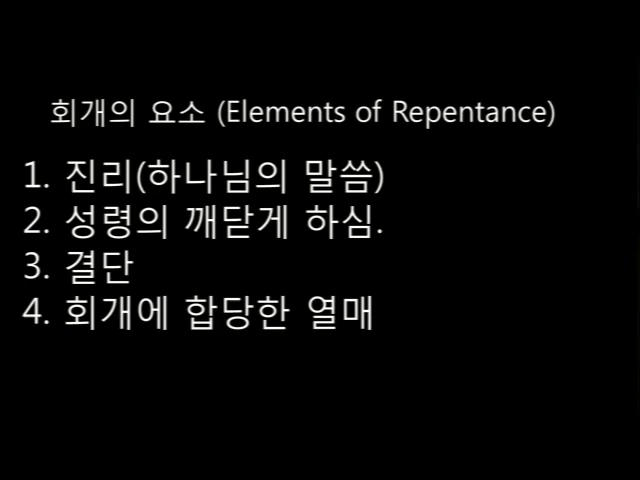 회개의 요소 (Elements of Repentance)
1. 진리(하나님의 말씀)
2. 성령의 깨닫게 하심.
3. 결단
4. 회개에 합당한 열매